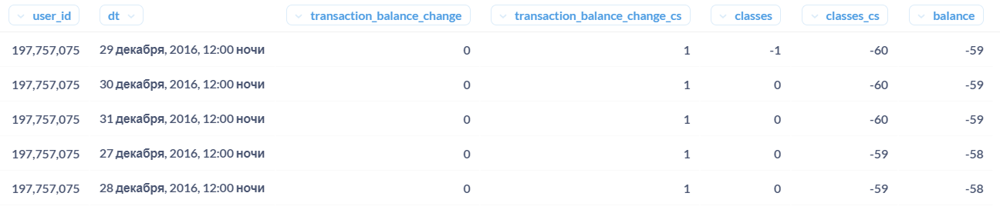 user_id dt transaction_balance_change transaction_balance_change_cs classes classes_cs balance
197,757,075 29 декабря, 2016, 12:00 ночи 0 1 -1 -60 -59
197,757,075 30 декабря, 2016, 12:00 ночи 0 1 0 -60 -59
197,757,075 31 декабря, 2016, 12:00 ночи 0 1 0 -60 -59
197,757,075 27 декабря, 2016, 12:00 ночи 0 1 0 -59 -58
197,757,075 28 декабря, 2016, 12:00 ночи 0 1 0 -59 -58